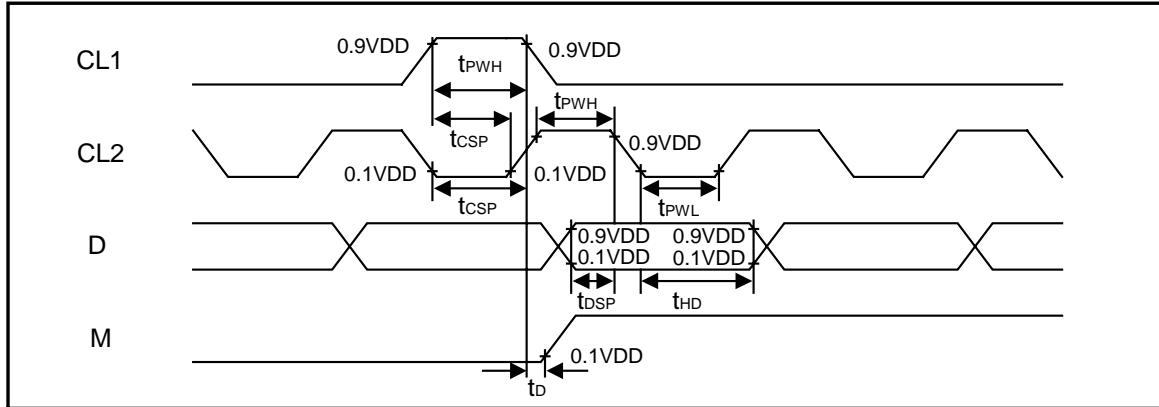 CL1
0.9VDD
0.9VDD
tPWH
tPWH
tCSP
CL2
0.9VDD
0.1VDD
0.1VDD
tCSP
tPWL
D
0.9VDD
0.9VDD
0.1VDD
0.1VDD
tDSP
tHD
M
0.1VDD
tD